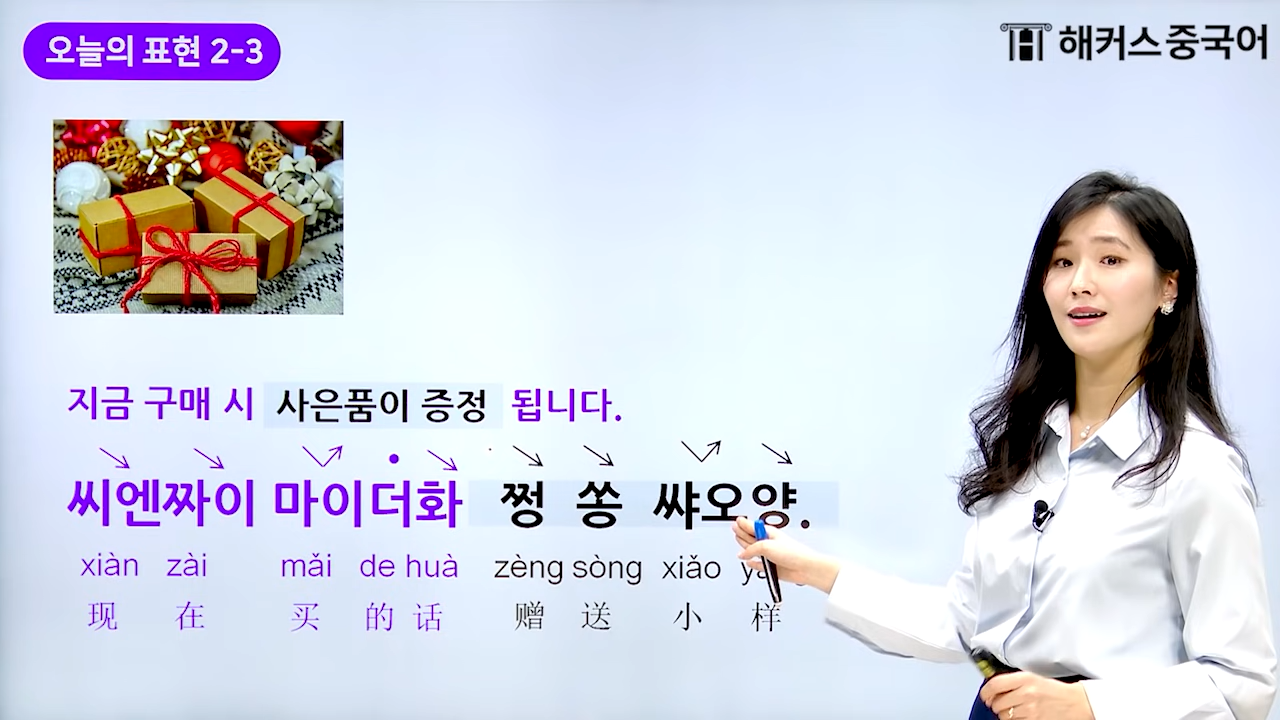 오늘의 표현 2-3
해커스중국어
지금 구매 시 사은품이 증정 됩니다.
씨엔짜이 마이더화 쩡 쏭 쌰오양.
xiàn zài mǎi de huà zèng sòng xiǎo
现 在 买 的 话 赠 送 小 样